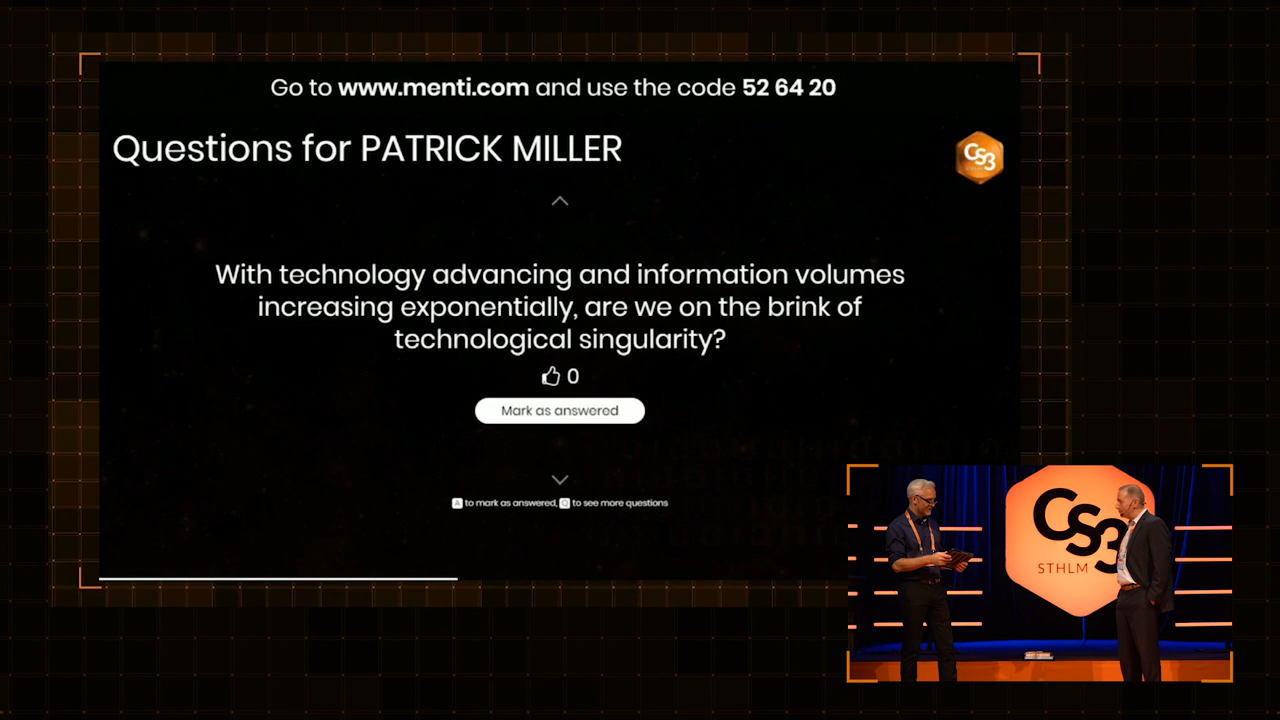 Go to www.menti.com and use the code 52 64 20
Questions for PATRICK MILLER
CS3
With technology advancing and information volumes
increasing exponentially, are we on the brink of
technological singularity?
0
Mark as answered
A to mark as answered, Q to see more questions
CS3
STHLM